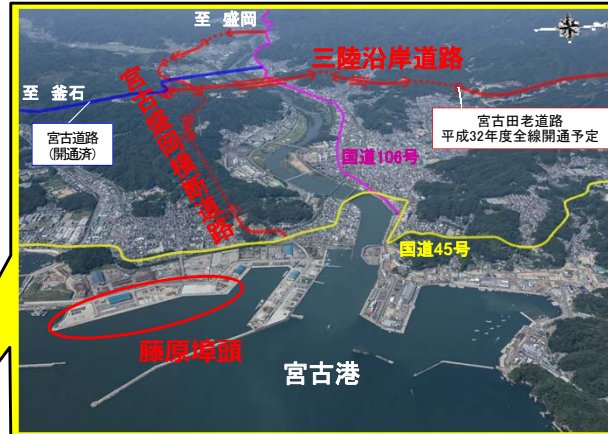 至 盛岡
三陸沿岸道路
至 釜石
宮古道路
(開通済)
宮古盛岡横断道路
宮古田老道路
平成32年度全線開通予定
国道106号
国道45号
藤原埠頭
宮古港